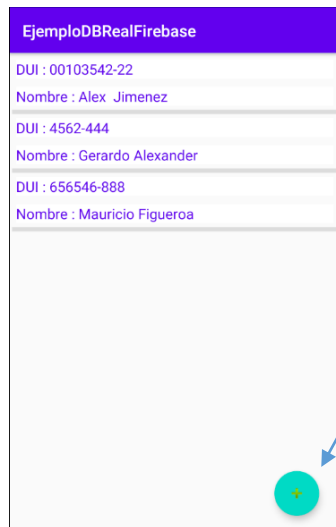 EjemploDBRealFirebase
DUI : 00103542-22
Nombre : Alex  Jimenez
DUI : 4562-444
Nombre : Gerardo Alexander
DUI : 656546-888
Nombre : Mauricio Figueroa
+